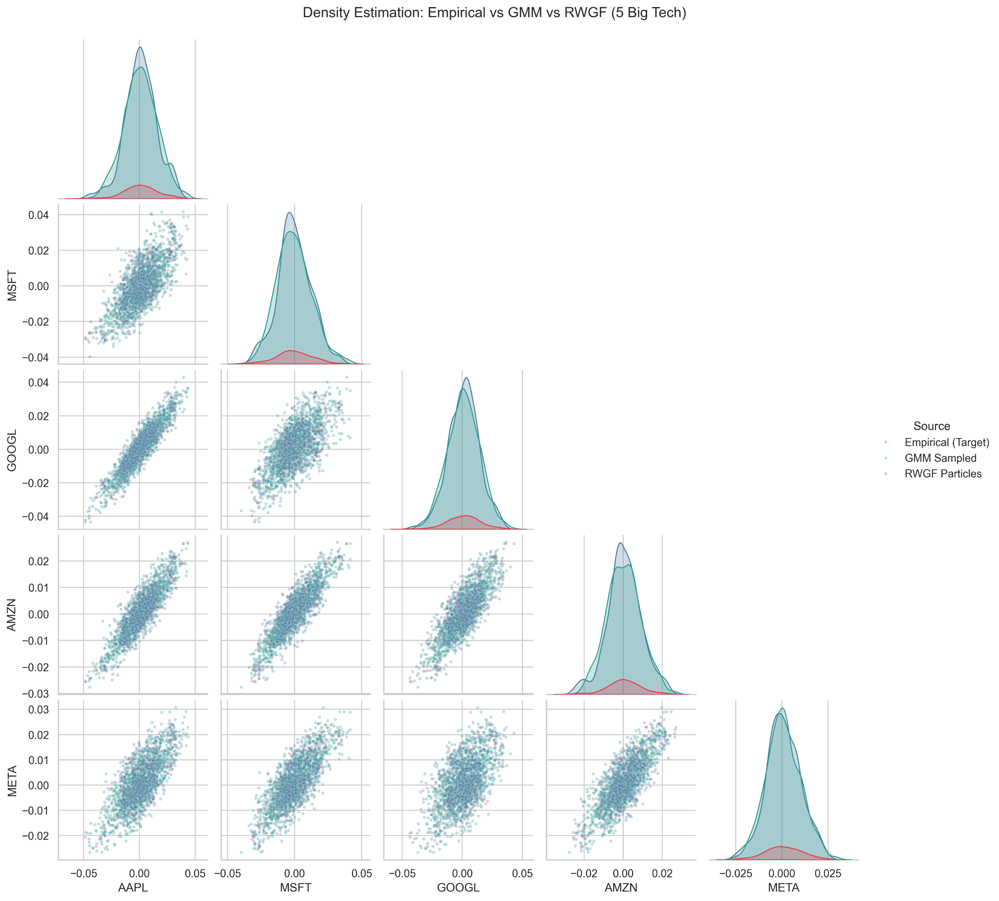 Density Estimation: Empirical vs GMM vs RWGF (5 Big Tech)
0.04
0.02
0.00
−0.02
−0.04
MSFT
0.04
0.02
0.00
−0.02
−0.04
GOOGL
Source
Empirical (Target)
GMM Sampled
RWGF Particles
0.02
0.01
0.00
−0.01
−0.02
−0.03
AMZN
0.03
0.02
0.01
0.00
−0.01
−0.02
META
−0.05 0.00 0.05
−0.05 0.00 0.05
−0.05 0.00 0.05
−0.02 0.00 0.02
−0.025 0.000 0.025
AAPL
MSFT
GOOGL
AMZN
META